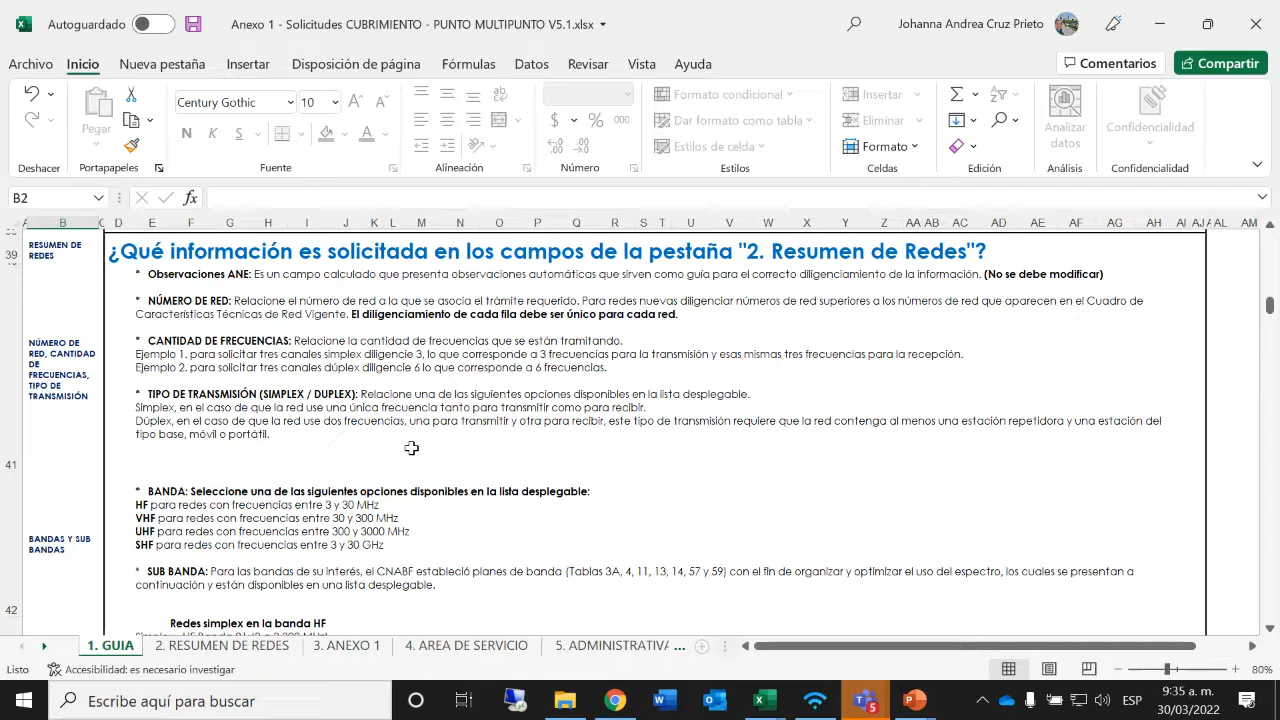 Autoguardado
Anexo 1 - Solicitudes CUBRIMIENTO - PUNTO MULTIPUNTO V5.1.xlsx
Johanna Andrea Cruz Prieto
Archivo Inicio Nueva pestaña Insertar Disposición de página Fórmulas Datos Revisar Vista Ayuda
Comentarios Compartir
Pegar
Century Gothic 10
N K S
$ % 000
Formato condicional
Dar formato como tabla
Estilos de celda
Insertar
Eliminar
Formato
Analizar datos
Confidencialidad
Deshacer Portapapeles Fuente Alineación Número Estilos Celdas Edición Análisis Confidencialidad
B2
fx
A B C D E F G H I J K L M N O P Q R S T U V W X Y Z AA AB AC AD AE AF AG AH AI AJ AL AM
39
41
42
RESUMEN DE
REDES
¿Qué información es solicitada en los campos de la pestaña "2. Resumen de Redes"?
* Observaciones ANE: Es un campo calculado que presenta observaciones automáticas que sirven como guía para el correcto diligenciamiento de la información. (No se debe modificar)
* NÚMERO DE RED: Relacione el número de red a la que se asocia el trámite requerido. Para redes nuevas diligenciar números de red superiores a los números de red que aparecen en el Cuadro de
Características Técnicas de Red Vigente. El diligenciamiento de cada fila debe ser único para cada red.
NÚMERO DE
RED, CANTIDAD
DE
FRECUENCIAS,
TIPO DE
TRANSMISIÓN
* CANTIDAD DE FRECUENCIAS: Relacione la cantidad de frecuencias que se están tramitando.
Ejemplo 1. para solicitar tres canales simplex diligencie 3, lo que corresponde a 3 frecuencias para la transmisión y esas mismas tres frecuencias para la recepción.
Ejemplo 2. para solicitar tres canales dúplex diligencie 6 lo que corresponde a 6 frecuencias.
* TIPO DE TRANSMISIÓN (SIMPLEX / DUPLEX): Relacione una de las siguientes opciones disponibles en la lista desplegable.
Simplex, en el caso de que la red use una única frecuencia tanto para transmitir como para recibir.
Dúplex, en el caso de que la red use dos frecuencias, una para transmitir y otra para recibir, este tipo de transmisión requiere que la red contenga al menos una estación repetidora y una estación del
tipo base, móvil o portátil.
* BANDA: Seleccione una de las siguientes opciones disponibles en la lista desplegable:
HF para redes con frecuencias entre 3 y 30 MHz
VHF para redes con frecuencias entre 30 y 300 MHz
UHF para redes con frecuencias entre 300 y 3000 MHz
SHF para redes con frecuencias entre 3 y 30 GHz
BANDAS Y SUB
BANDAS
* SUB BANDA: Para las bandas de su interés, el CNABF estableció planes de banda (Tablas 3A, 4, 11, 13, 14, 57 y 59) con el fin de organizar y optimizar el uso del espectro, los cuales se presentan a
continuación y están disponibles en una lista desplegable.
Redes simplex en la banda HF
1. GUIA 2. RESUMEN DE REDES 3. ANEXO 1 4. AREA DE SERVICIO 5. ADMINISTRATIVA ...
Listo Accesibilidad: es necesario investigar 80%
Escribe aquí para buscar
5
ESP
9:35 a. m.
30/03/2022